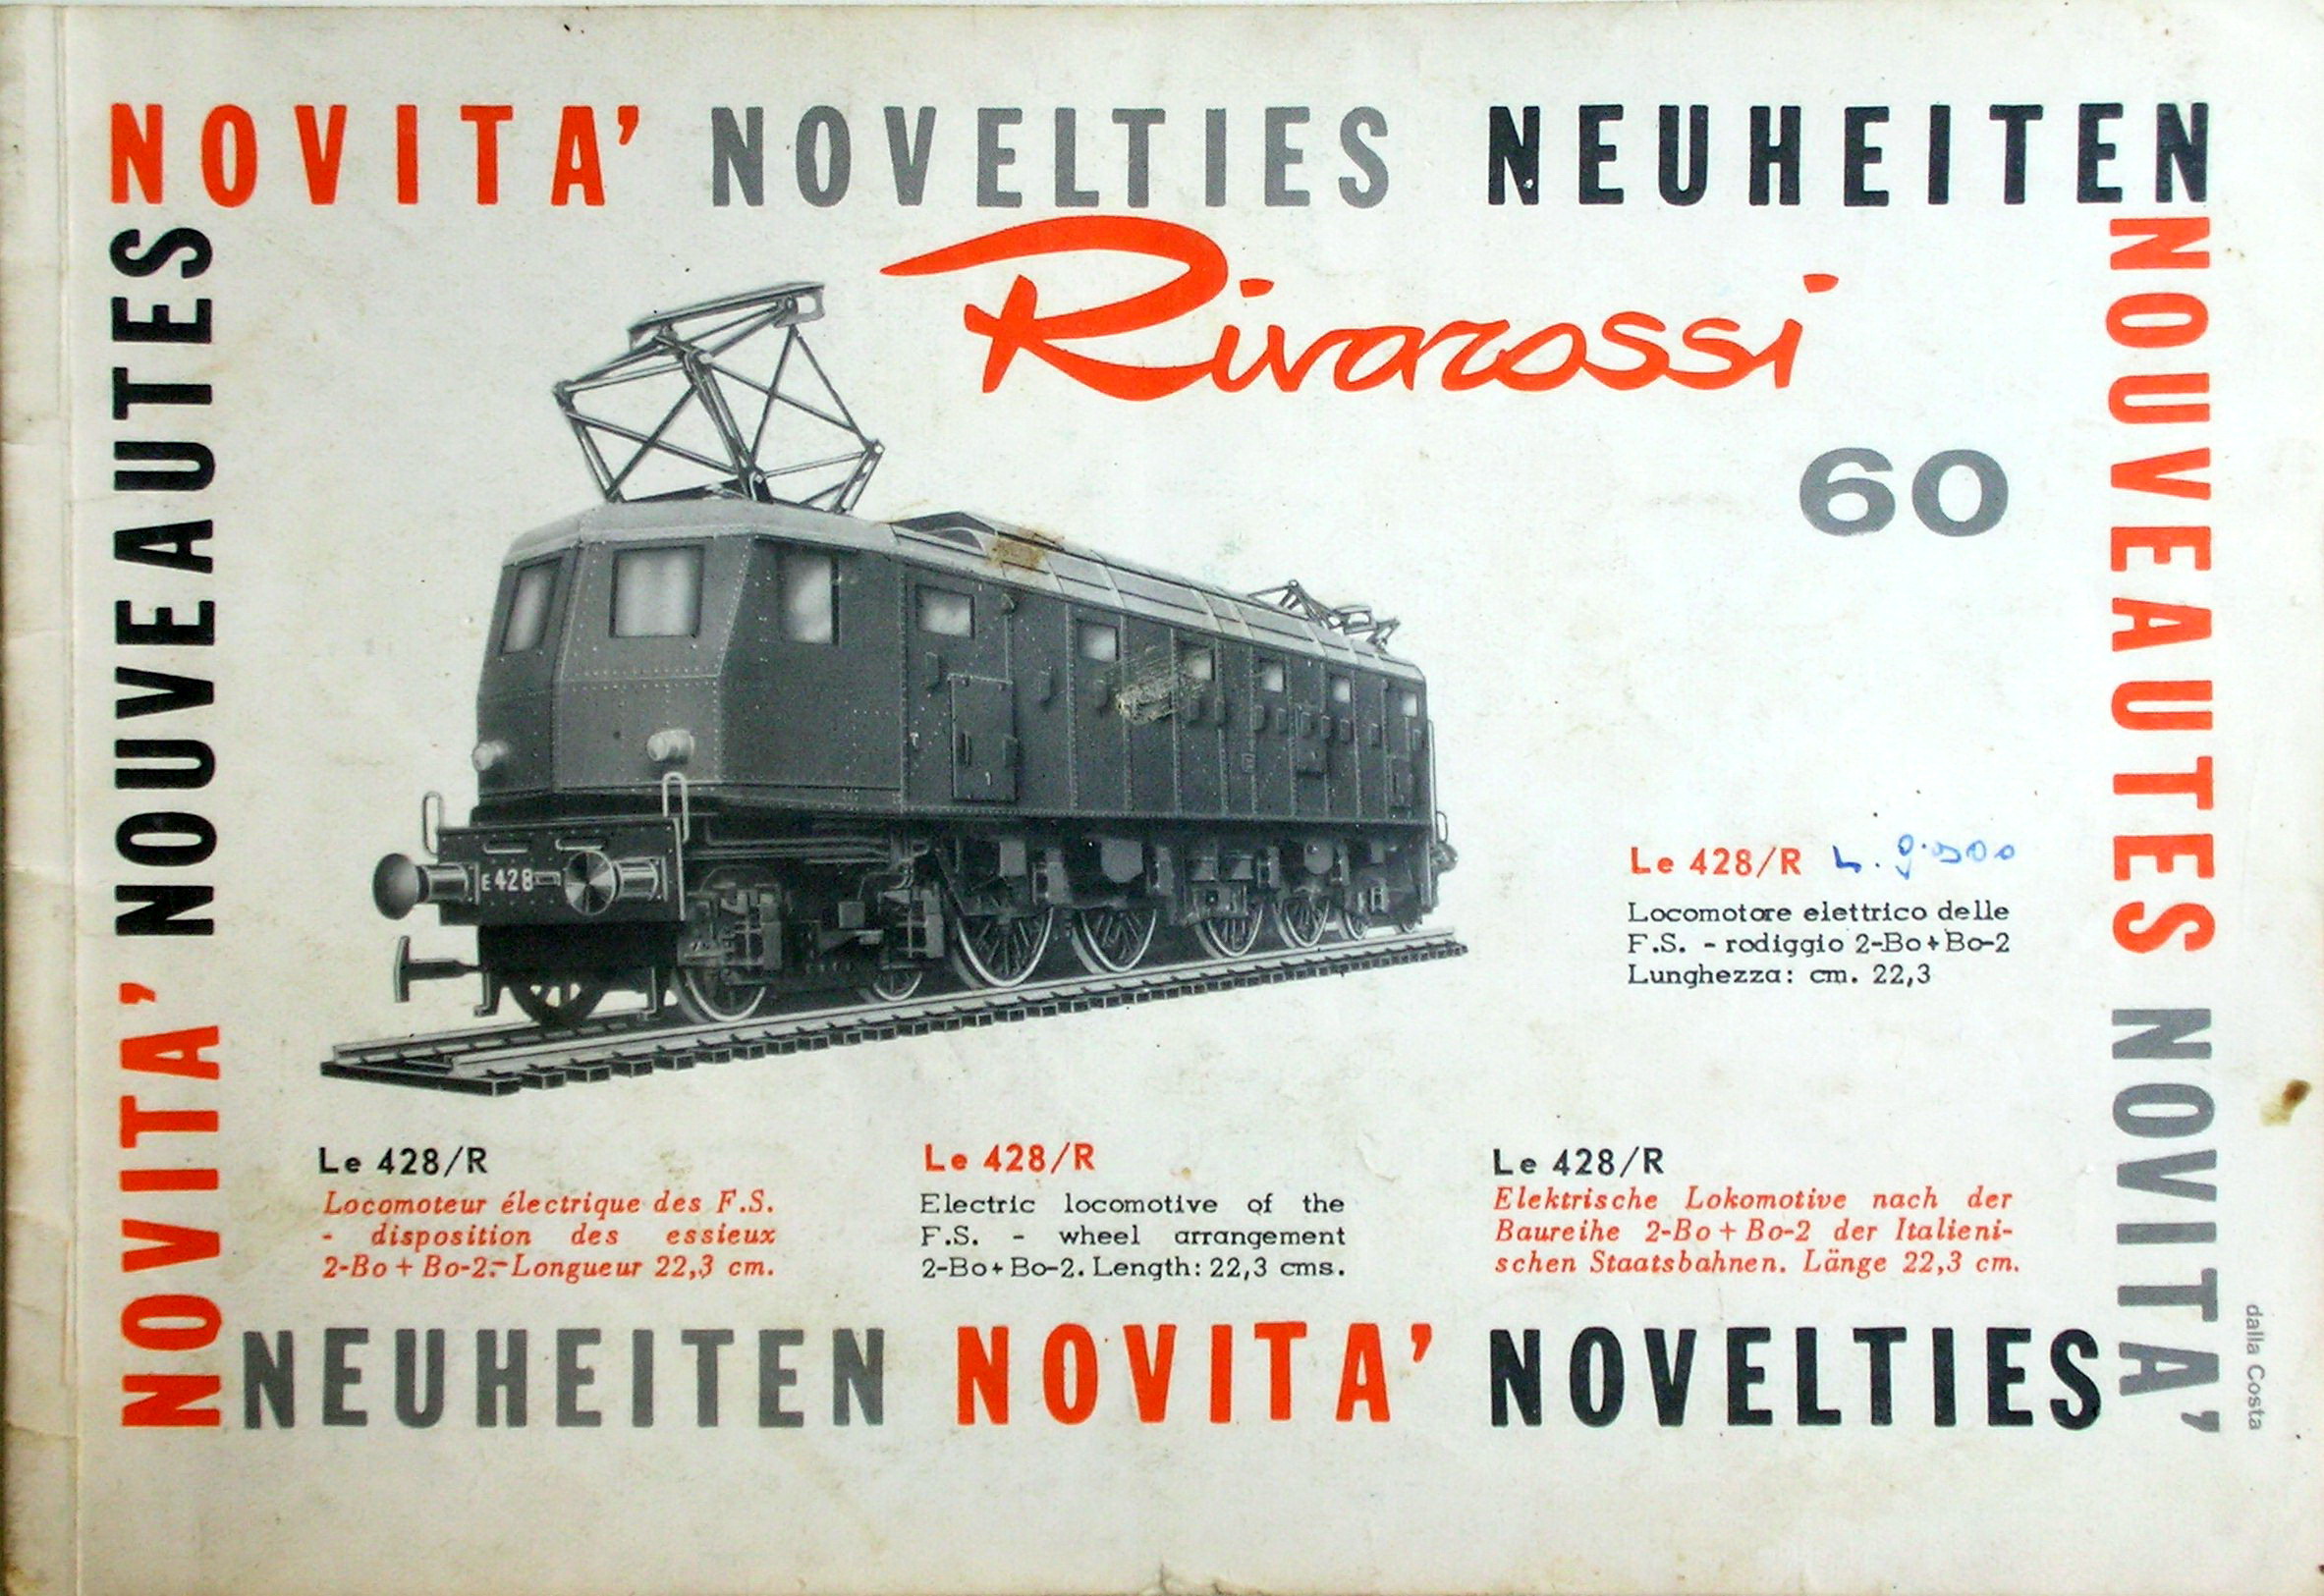 NOVITA' NOVELTIES NEUHEITEN
NOUVEAUTES NOVITA'
NOVITA' NOUVEAUTES
Rivarossi
60
E428
Le 428/R
Locomotore elettrico delle
F.S. - rodiggio 2-Bo+Bo-2
Lunghezza: cm. 22,3
Le 428/R
Locomoteur électrique des F.S.
- disposition des essieux
2-Bo+Bo-2.-Longueur 22,3 cm.
Le 428/R
Electric locomotive of the
F.S. - wheel arrangement
2-Bo+Bo-2. Length: 22,3 cms.
Le 428/R
Elektrische Lokomotive nach der
Baureihe 2-Bo+Bo-2 der Italieni-
schen Staatsbahnen. Länge 22,3 cm.
NEUHEITEN NOVITA' NOVELTIES
dalla Costa